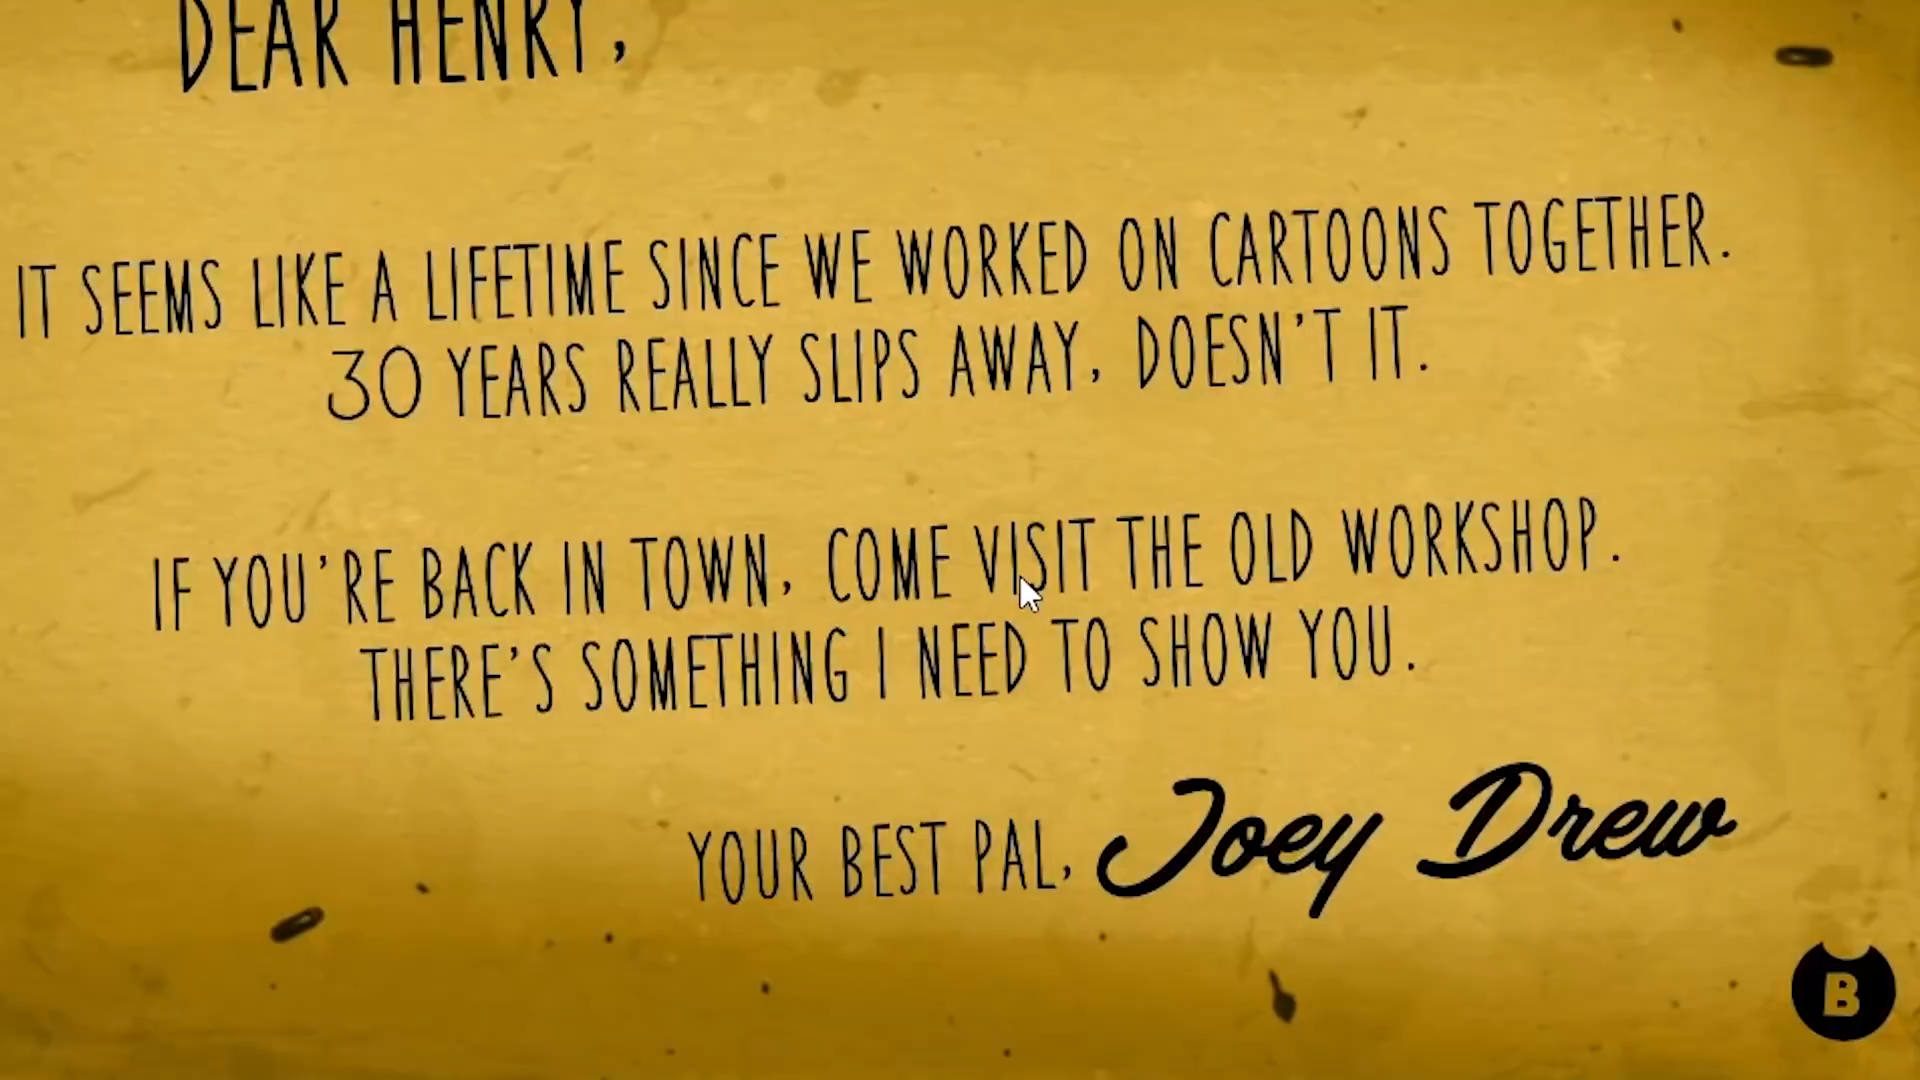 DEAR HENRY,
IT SEEMS LIKE A LIFETIME SINCE WE WORKED ON CARTOONS TOGETHER.
30 YEARS REALLY SLIPS AWAY, DOESN'T IT.
IF YOU'RE BACK IN TOWN, COME VISIT THE OLD WORKSHOP.
THERE'S SOMETHING I NEED TO SHOW YOU.
YOUR BEST PAL, Joey Drew
B